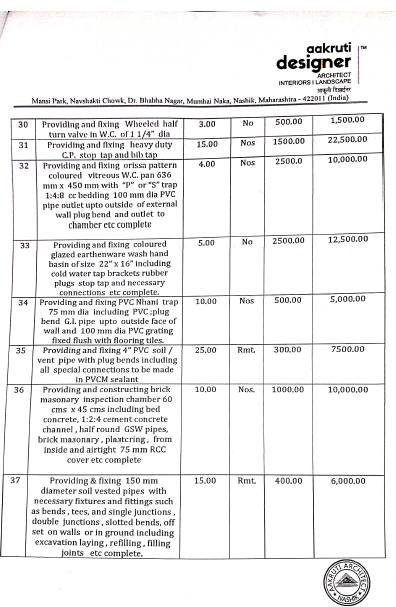 aakruti
designer
TM
ARCHITECT
INTERIORS I LANDSCAPE
आकृती डिझाईनर
Mansi Park, Navshakti Chowk, Dr. Bhabha Nagar, Mumbai Naka, Nashik, Maharashtra - 422011 (India)
30 Providing and fixing Wheeled half 3.00 No 500.00 1,500.00
turn valve in W.C. of 1 1/4" dia
31 Providing and fixing heavy duty 15.00 Nos 1500.00 22,500.00
C.P. stop tap and bib tap
32 Providing and fixing orissa pattern 4.00 Nos 2500.0 10,000.00
coloured vitreous W.C. pan 636
mm x 450 mm with "P" or "S" trap
1:4:8 cc bedding 100 mm dia PVC
pipe outlet upto outside of external
wall plug bend and outlet to
chamber etc complete
33 Providing and fixing coloured 5.00 No 2500.00 12,500.00
glazed earthenware wash hand
basin of size 22" x 16" including
cold water tap brackets rubber
plugs stop tap and necessary
connections etc complete.
34 Providing and fixing PVC Nhani trap 10.00 Nos 500.00 5,000.00
75 mm dia including PVC ;plug
bend G.I. pipe upto outside face of
wall and 100 mm dia PVC grating
fixed flush with flooring tiles.
35 Providing and fixing 4" PVC soil / 25.00 Rmt. 300.00 7500.00
vent pipe with plug bends including
all special connections to be made
in PVCM sealant
36 Providing and constructing brick 10.00 Nos. 1000.00 10,000.00
masonary inspection chamber 60
cms x 45 cms including bed
concrete, 1:2:4 cement concrete
channel , half round GSW pipes,
brick masonary , plaxtcring , from
inside and airtight 75 mm RCC
cover etc complete
37 Providing & fixing 150 mm 15.00 Rmt. 400.00 6,000.00
diameter soil vested pipes with
necessary fixtures and fittings such
as bends , tees, and single junctions ,
double junctions , slotted bends, off
set on walls or in ground including
excavation laying , refilling , filling
joints etc complete.
AAKRUTI ARCHITECT
NASHIK